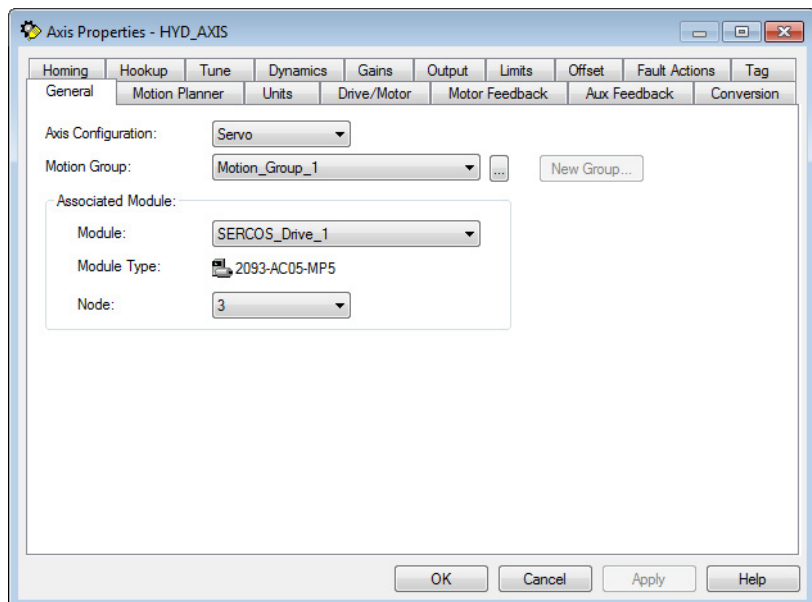 Axis Properties - HYD_AXIS
Homing Hookup Tune Dynamics Gains Output Limits Offset Fault Actions Tag
General Motion Planner Units Drive/Motor Motor Feedback Aux Feedback Conversion
Axis Configuration: Servo
Motion Group: Motion_Group_1 ... New Group...
Associated Module:
Module: SERCOS_Drive_1
Module Type: 2093-AC05-MP5
Node: 3
OK Cancel Apply Help